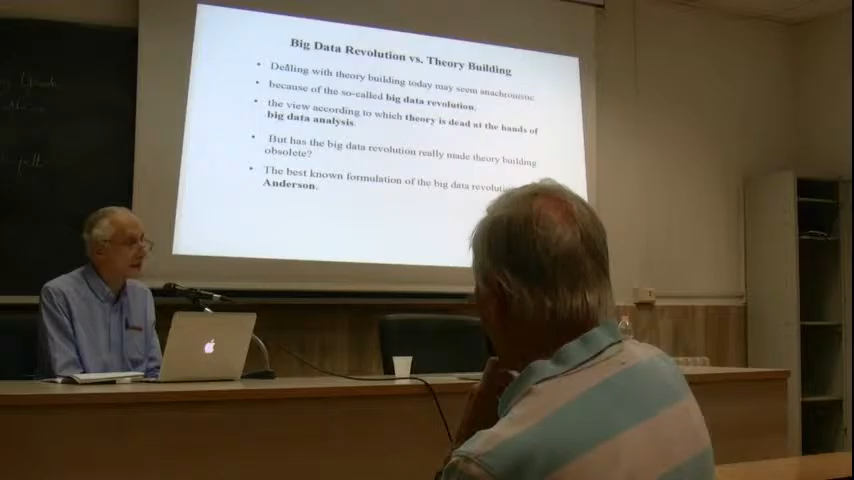 Big Data Revolution vs. Theory Building
• Dealing with theory building today may seem anachronistic
• because of the so-called big data revolution,
• the view according to which theory is dead at the hands of
big data analysis.
• But has the big data revolution really made theory building
obsolete?
• The best known formulation of the big data
Anderson.